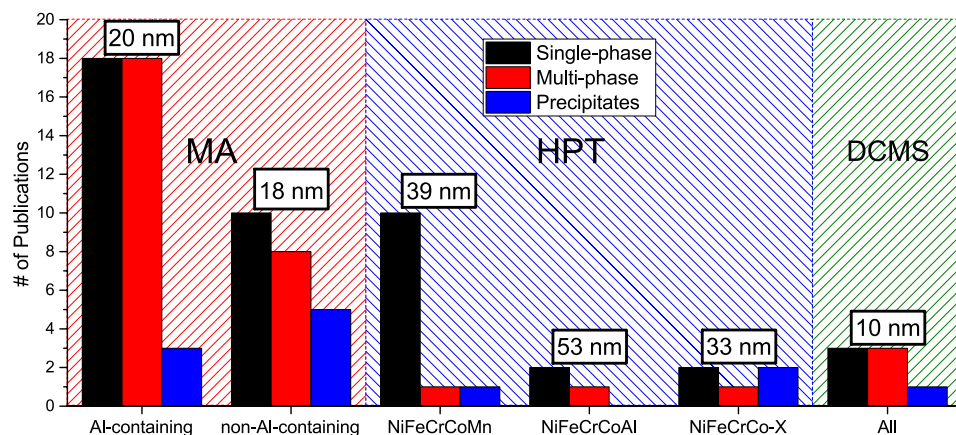 # of Publications
20
18
16
14
12
10
8
6
4
2
0
20 nm
18 nm
39 nm
53 nm
33 nm
10 nm
MA
HPT
DCMS
Single-phase
Multi-phase
Precipitates
Al-containing
non-Al-containing
NiFeCrCoMn
NiFeCrCoAl
NiFeCrCo-X
All